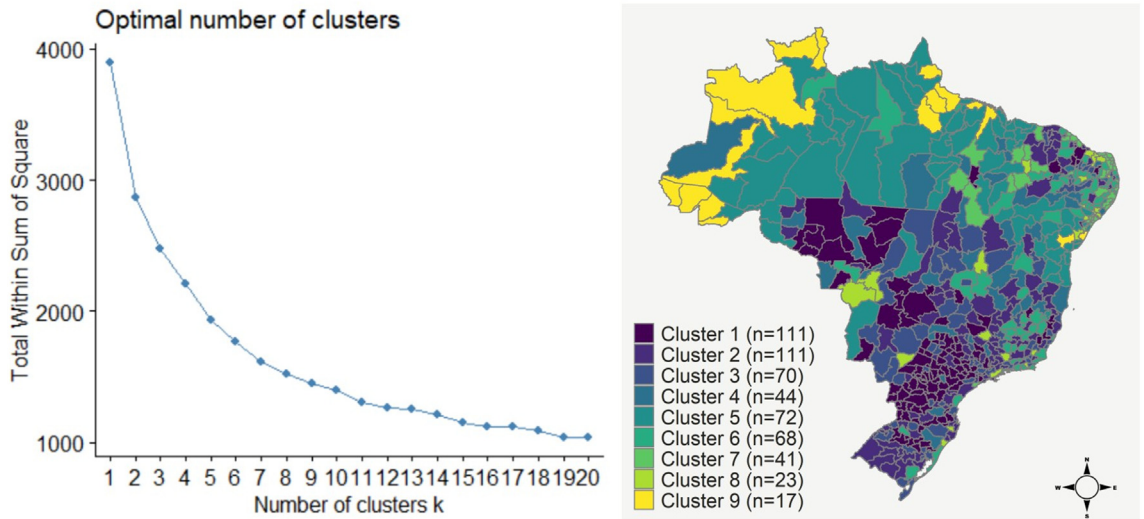 Optimal number of clusters
4000
3000
2000
1000
Total Within Sum of Square
1 2 3 4 5 6 7 8 9 10 11 12 13 14 15 16 17 18 19 20
Number of clusters k
Cluster 1 (n=111)
Cluster 2 (n=111)
Cluster 3 (n=70)
Cluster 4 (n=44)
Cluster 5 (n=72)
Cluster 6 (n=68)
Cluster 7 (n=41)
Cluster 8 (n=23)
Cluster 9 (n=17)
N
W E
S